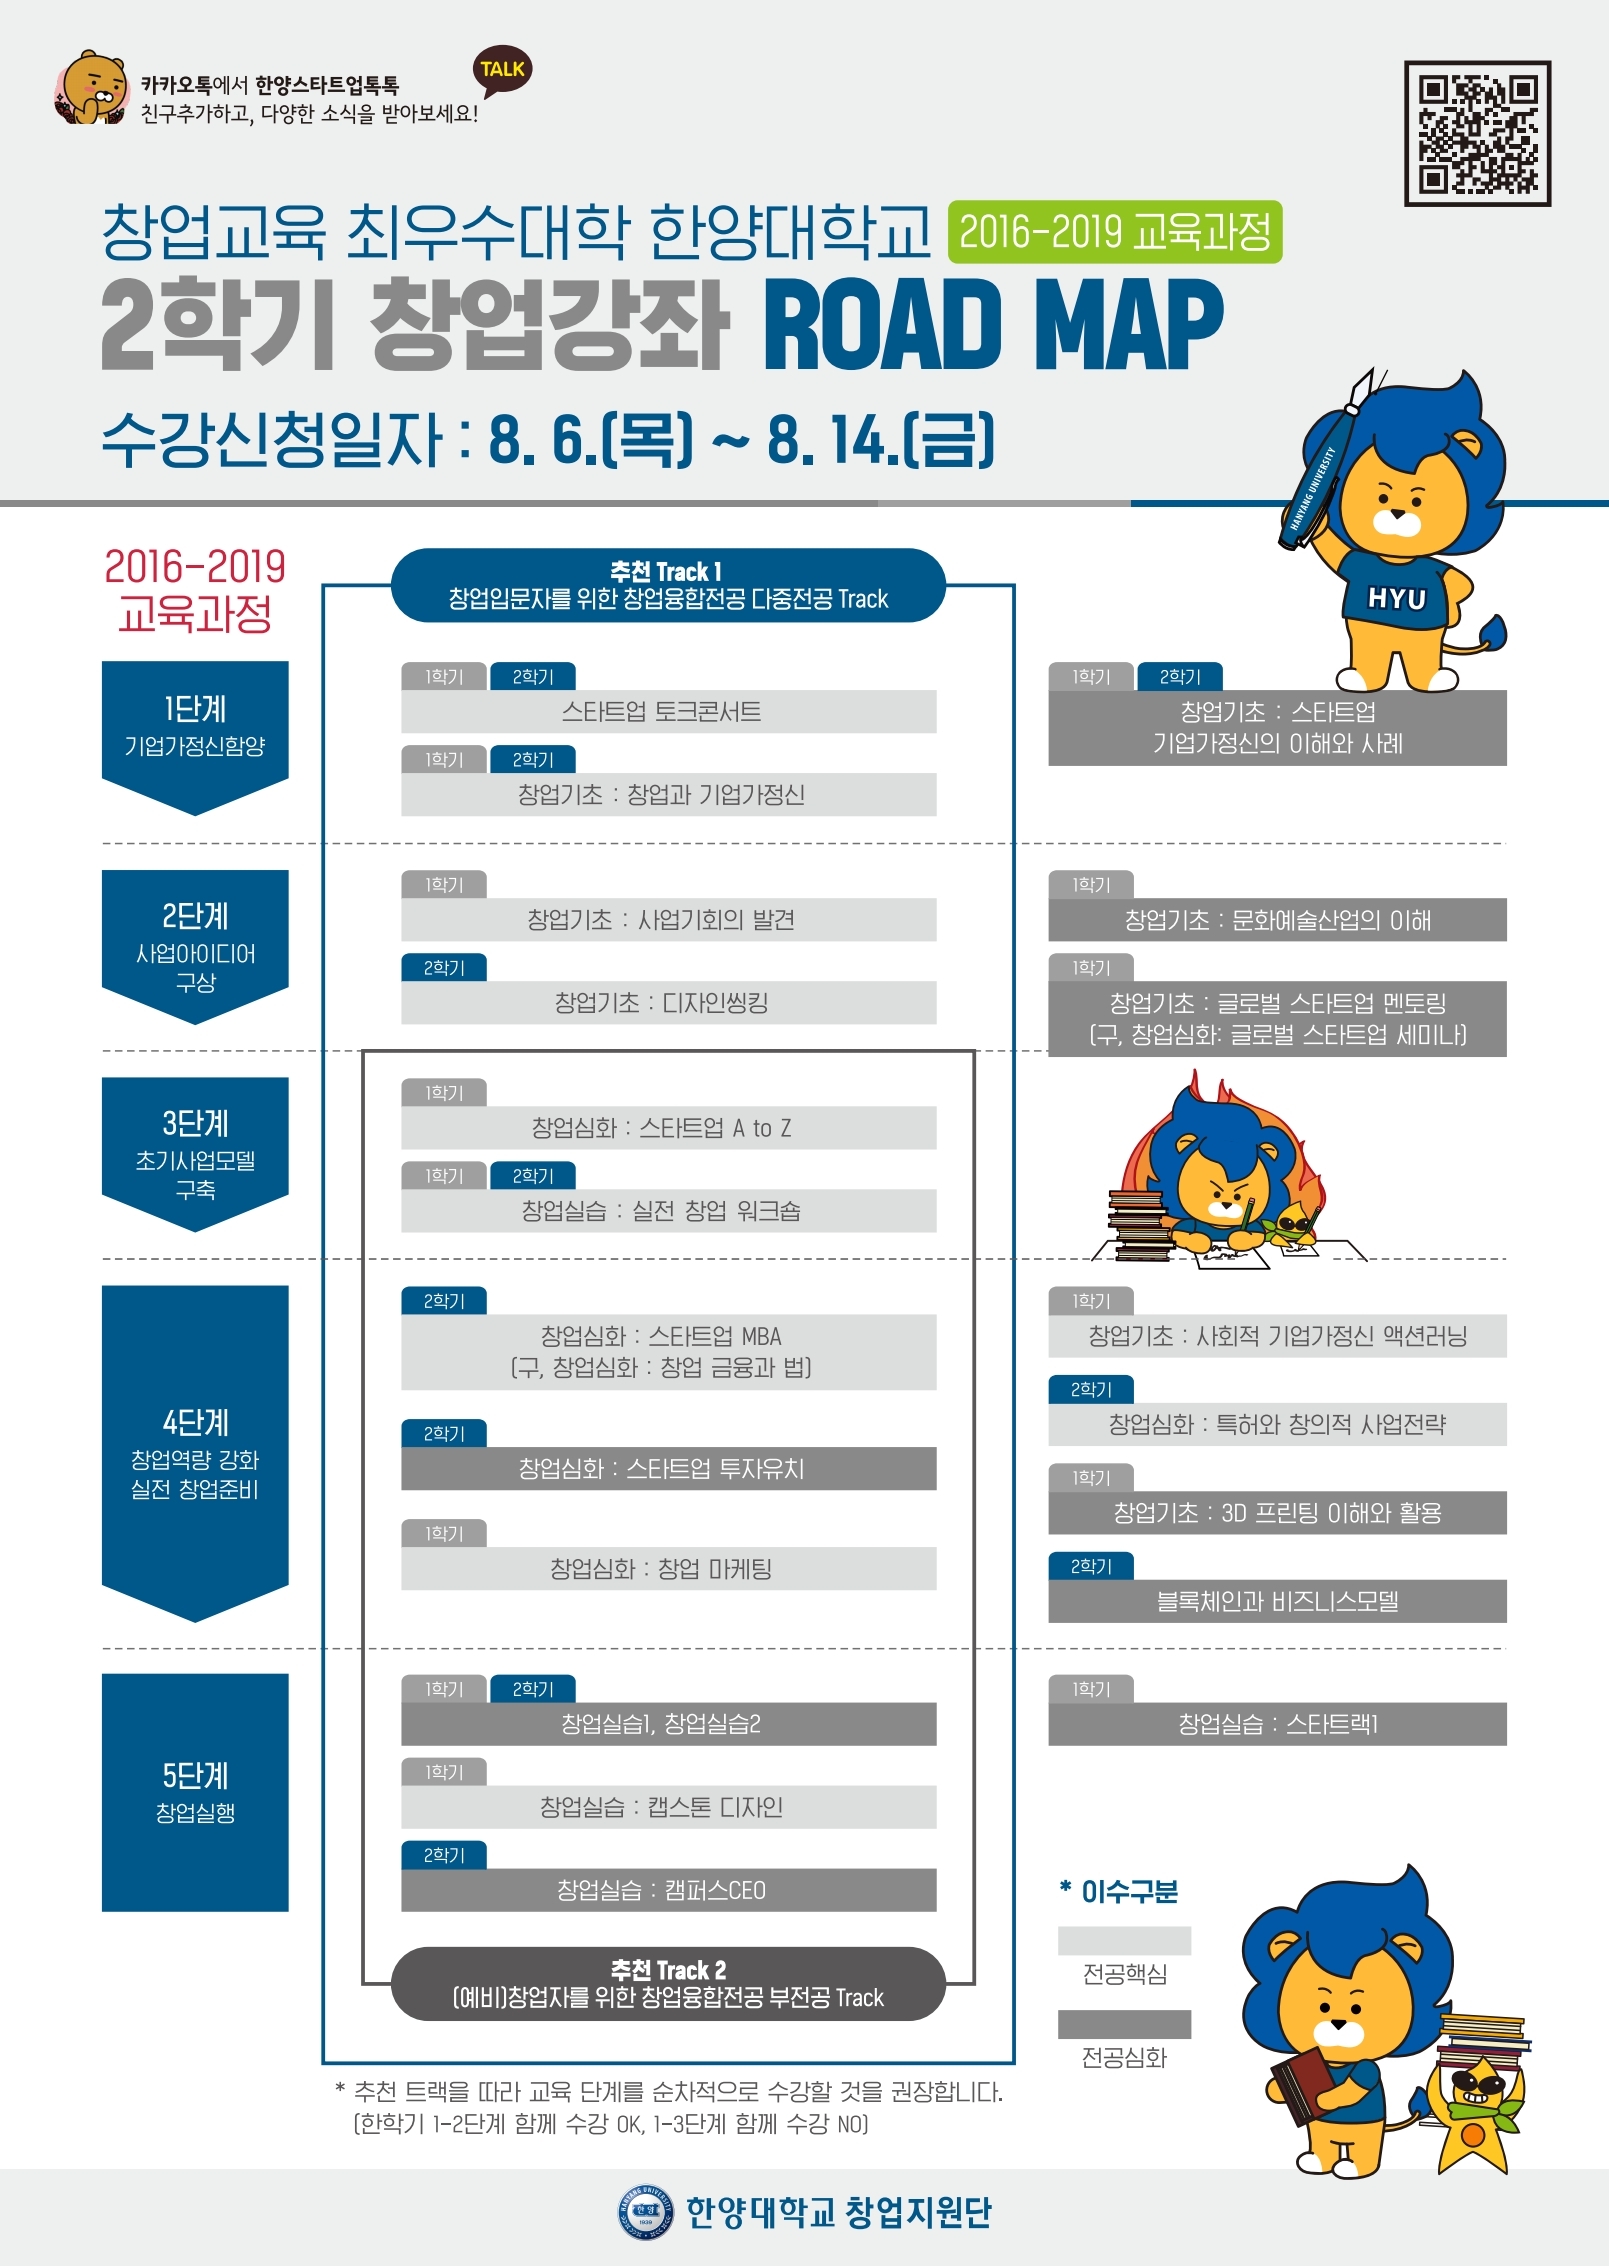 카카오톡에서 한양스타트업톡톡
친구추가하고, 다양한 소식을 받아보세요!
TALK
창업교육 최우수대학 한양대학교 2016-2019 교육과정
2학기 창업강좌 ROAD MAP
수강신청일자 : 8. 6.(목) ~ 8. 14.(금)
HANYANG UNIVERSITY
HYU
2016-2019
교육과정
추천 Track 1
창업입문자를 위한 창업융합전공 다중전공 Track
1단계
기업가정신함양
1학기 2학기
스타트업 토크콘서트
1학기 2학기
창업기초 : 창업과 기업가정신
1학기 2학기
창업기초 : 스타트업
기업가정신의 이해와 사례
2단계
사업아이디어
구상
1학기
창업기초 : 사업기회의 발견
2학기
창업기초 : 디자인씽킹
1학기
창업기초 : 문화예술산업의 이해
1학기
창업기초 : 글로벌 스타트업 멘토링
(구, 창업심화: 글로벌 스타트업 세미나)
3단계
초기사업모델
구축
1학기
창업심화 : 스타트업 A to Z
1학기 2학기
창업실습 : 실전 창업 워크숍
4단계
창업역량 강화
실전 창업준비
2학기
창업심화 : 스타트업 MBA
(구, 창업심화 : 창업 금융과 법)
2학기
창업심화 : 스타트업 투자유치
1학기
창업심화 : 창업 마케팅
1학기
창업기초 : 사회적 기업가정신 액션러닝
2학기
창업심화 : 특허와 창의적 사업전략
1학기
창업기초 : 3D 프린팅 이해와 활용
2학기
블록체인과 비즈니스모델
5단계
창업실행
1학기 2학기
창업실습1, 창업실습2
1학기
창업실습 : 캡스톤 디자인
2학기
창업실습 : 캠퍼스CEO
1학기
창업실습 : 스타트랙1
추천 Track 2
(예비)창업자를 위한 창업융합전공 부전공 Track
* 이수구분
전공핵심
전공심화
* 추천 트랙을 따라 교육 단계를 순차적으로 수강할 것을 권장합니다.
(한학기 1-2단계 함께 수강 OK, 1-3단계 함께 수강 NO)
HANYANG UNIVERSITY
한양
1939
한양대학교 창업지원단